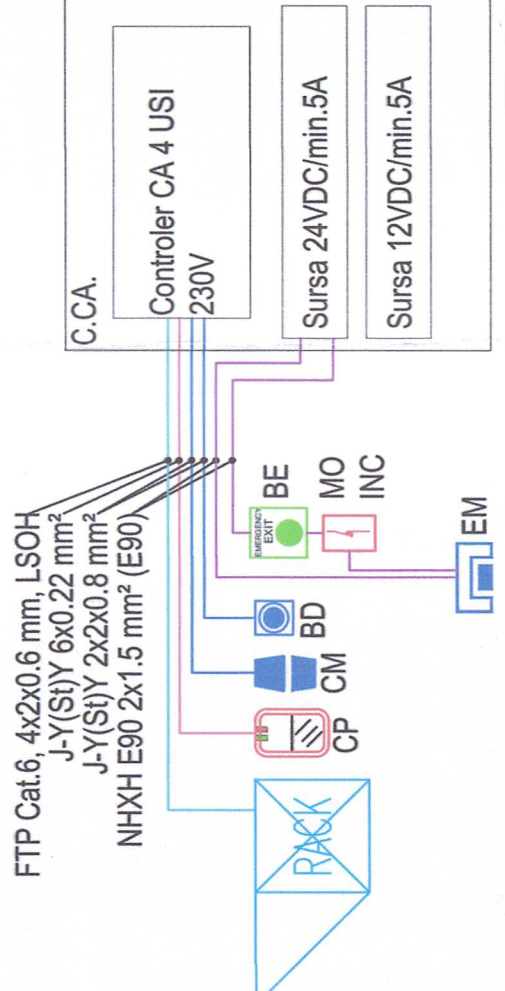 C.CA.
Controler CA 4 USI
230V
Sursa 24VDC/min.5A
Sursa 12VDC/min.5A
FTP Cat.6, 4x2x0.6 mm, LSOH
J-Y(St)Y 6x0.22 mm²
J-Y(St)Y 2x2x0.8 mm²
NHXH E90 2x1.5 mm² (E90)
RACK
CP
CM
BD
EMERGENCY
EXIT
BE
MO
INC
EM